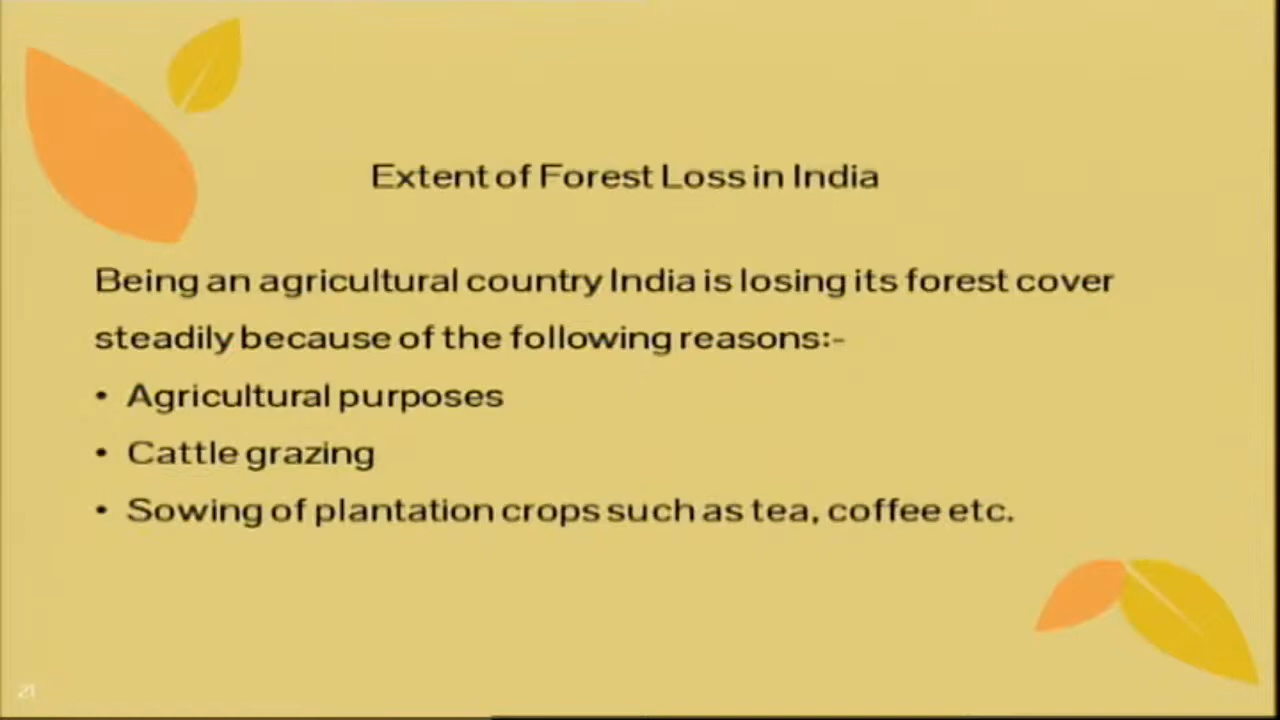 Extent of Forest Loss in India
Being an agricultural country India is losing its forest cover
steadily because of the following reasons:-
• Agricultural purposes
• Cattle grazing
• Sowing of plantation crops such as tea, coffee etc.
21